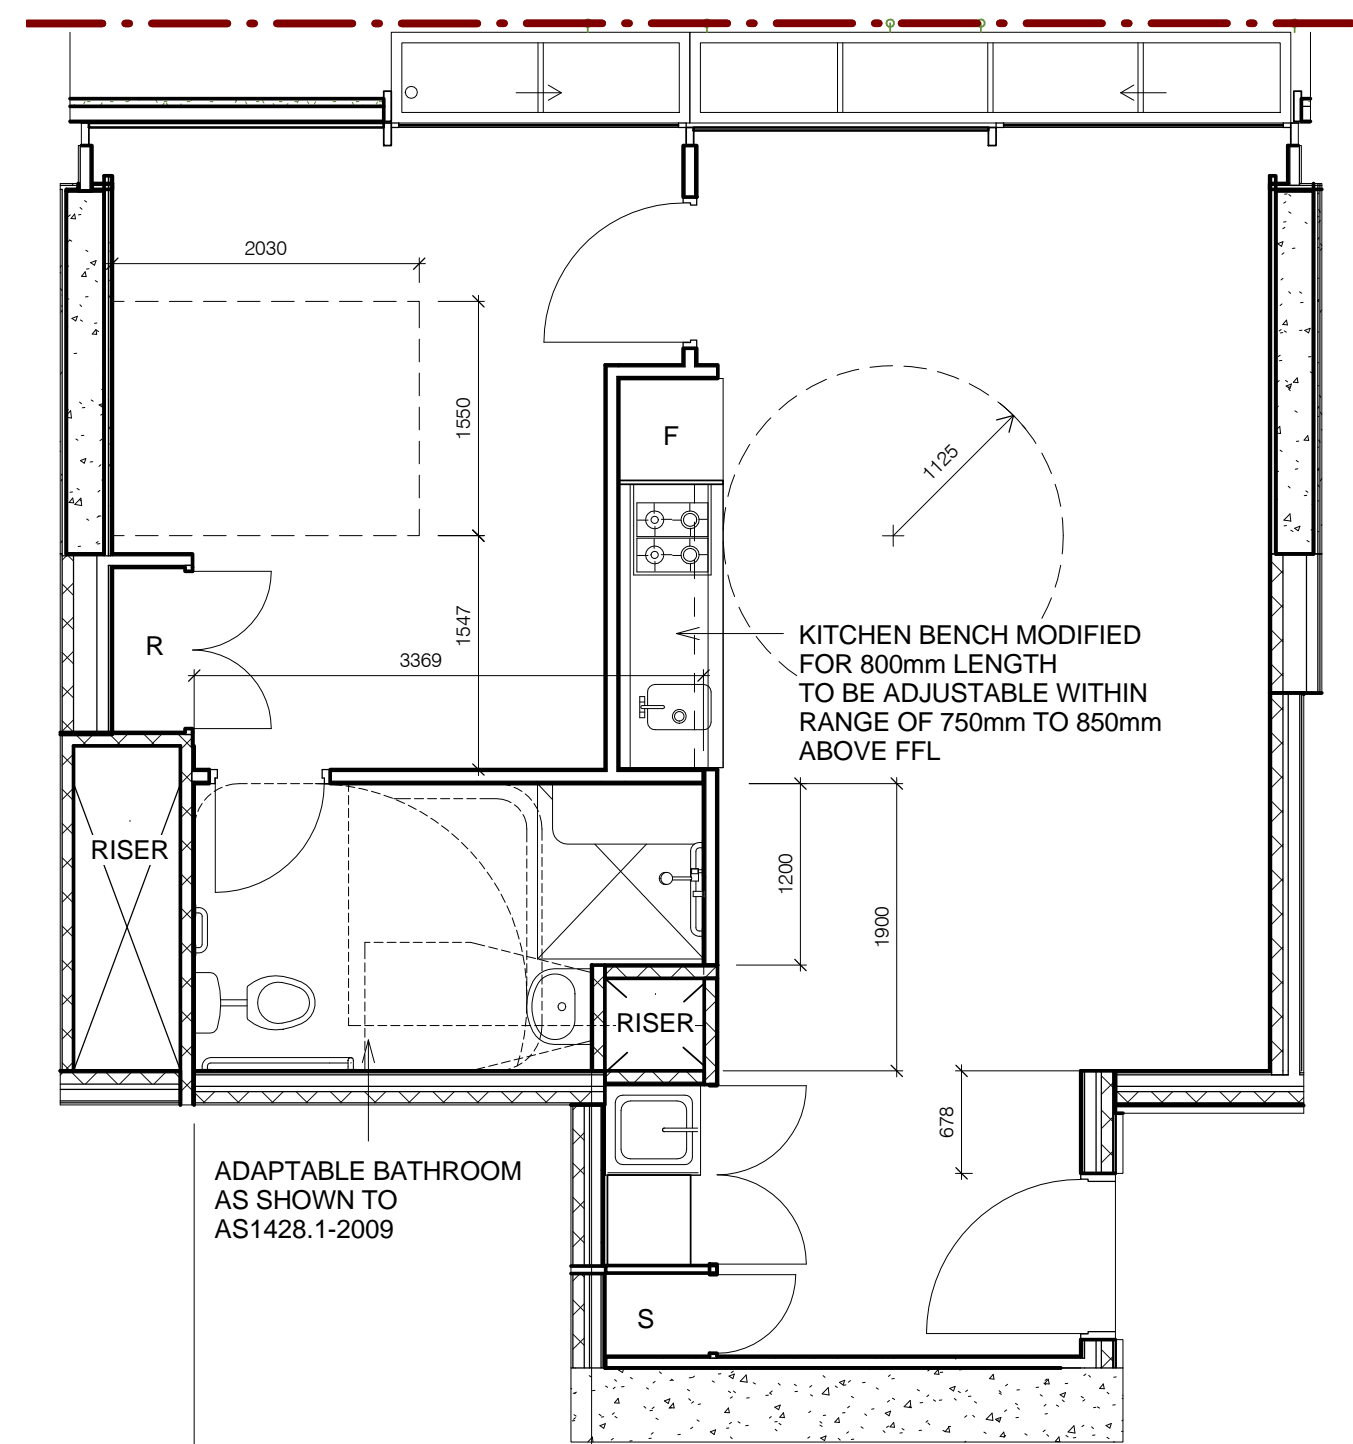 2030
1550
F
1125
1547
R
3369
KITCHEN BENCH MODIFIED
FOR 800mm LENGTH
TO BE ADJUSTABLE WITHIN
RANGE OF 750mm TO 850mm
ABOVE FFL
RISER
1200
1900
RISER
678
ADAPTABLE BATHROOM
AS SHOWN TO
AS1428.1-2009
S